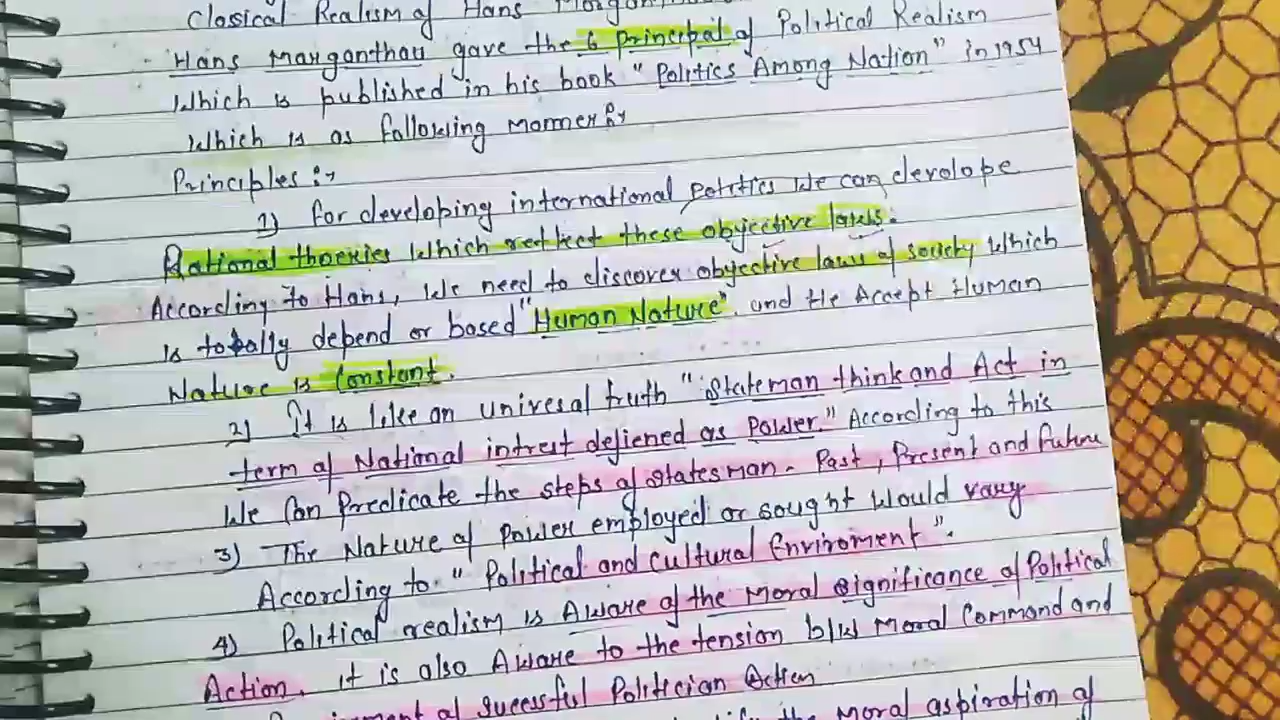 Classical Realism of Hans
Hans Marganthau gave the 6 Principal of Political Realism
Which is published in his book "Politics Among Nation" in 1954
Which is as following manner:-
Principles :-
1) for developing international politics we can devolope
Rational thoeries which reflect these obejective laws.
According to Hans, We need to discover objective laws of society which
is totally depend or based "Human Nature". and He Accept Human
Nature is Constant.
2) It is like an univesal truth "Stateman think and Act in
term of National intrest defiened as Power." According to this
We Can Predicate the steps of statesman - Past, Present and future
3) The Nature of Power employed or sought would vary
According to "Political and Cultural Enviroment".
4) Political realism is Aware of the Moral significance of Political
Action. it is also Aware to the tension b/w Moral Command and
of successful Politician Action
the moral aspiration of